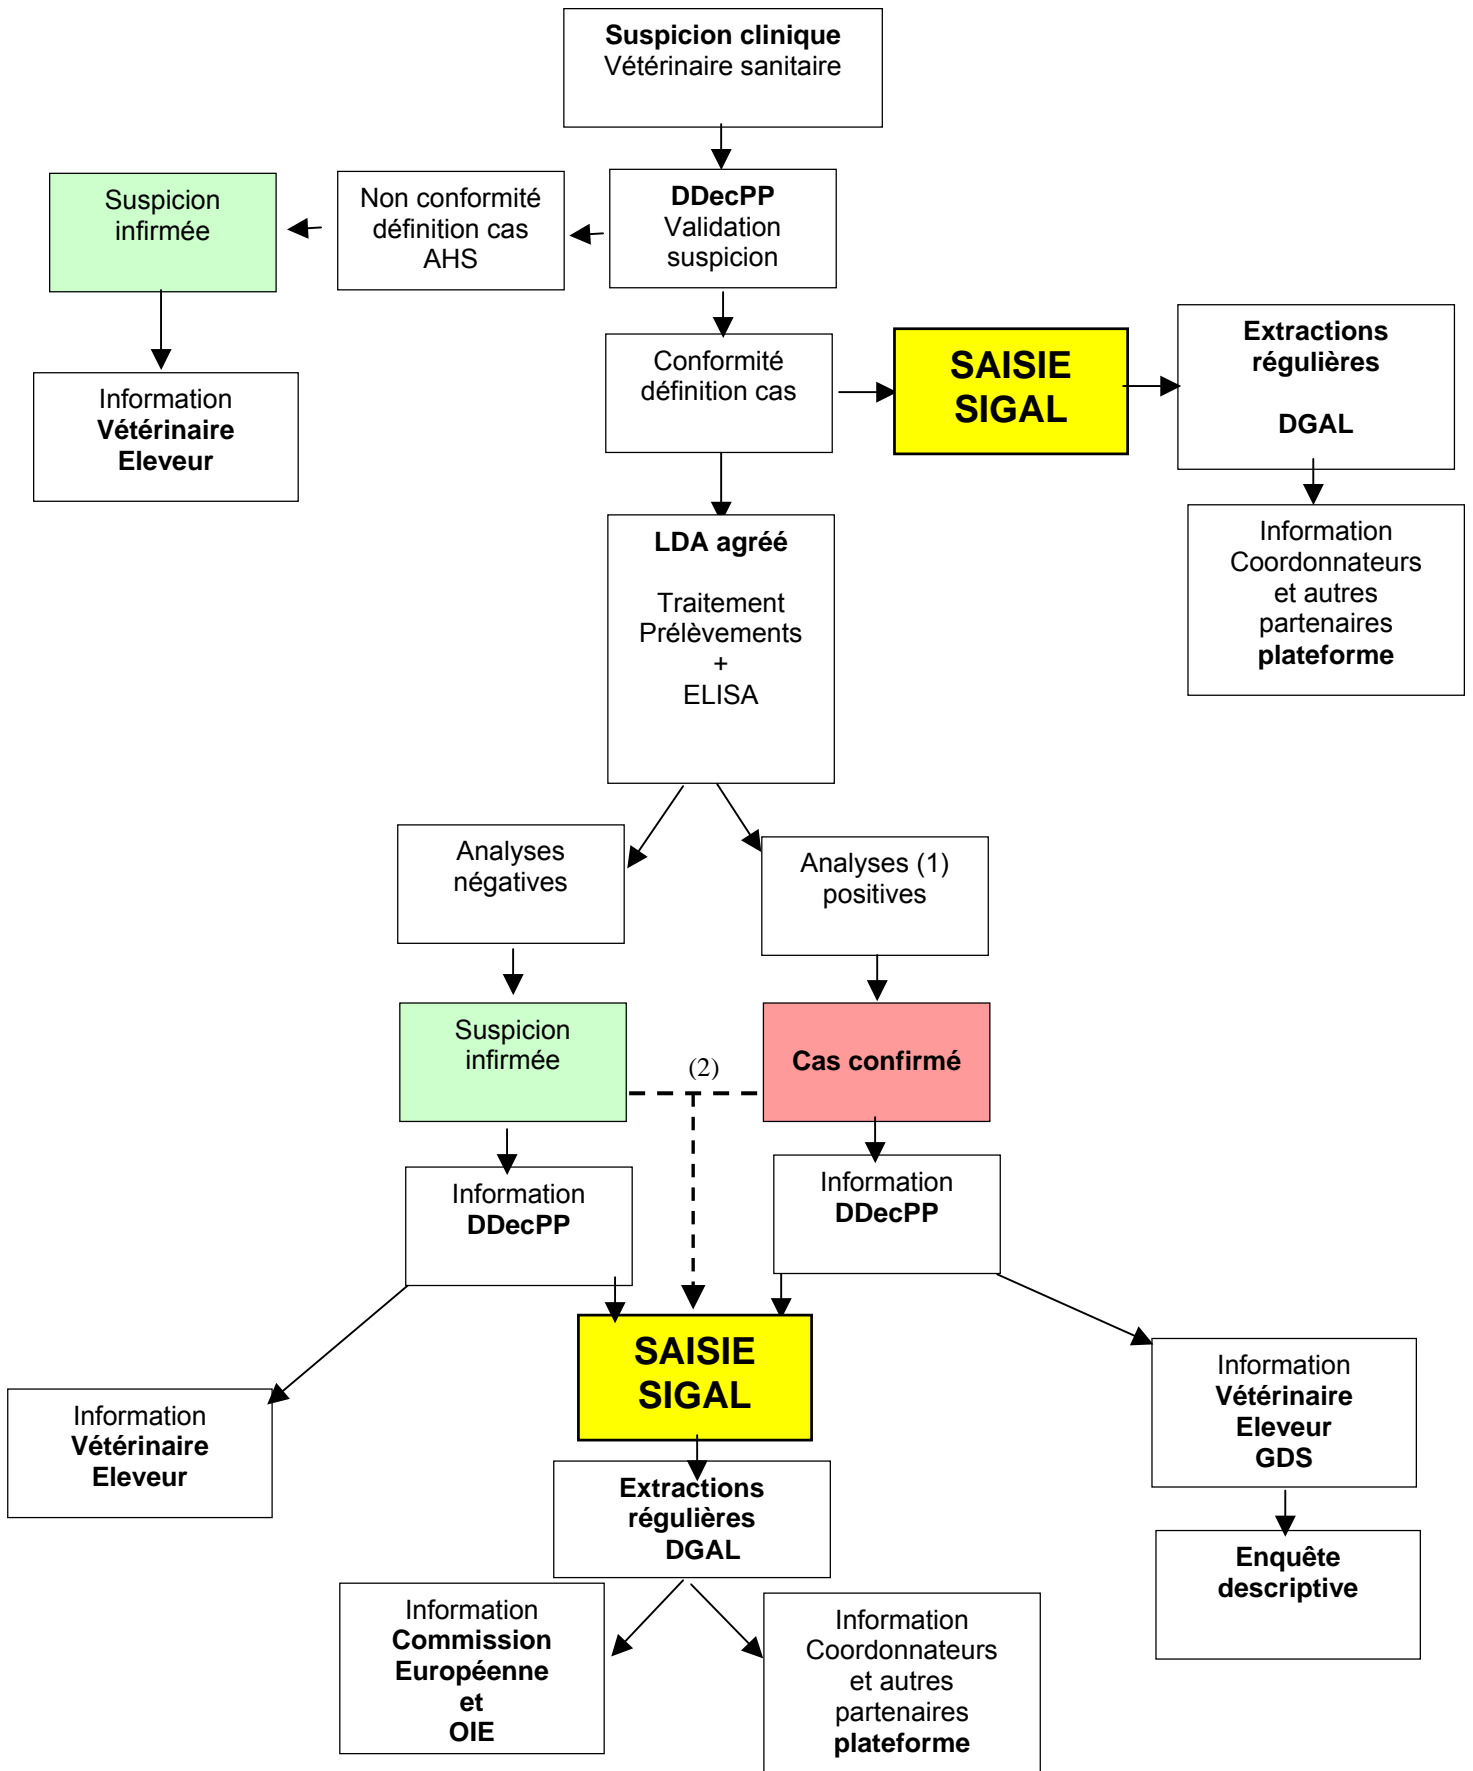 Suspicion clinique
Vétérinaire sanitaire
Suspicion
infirmée
Non conformité
définition cas
AHS
DDecPP
Validation
suspicion
Information
Vétérinaire
Eleveur
Conformité
définition cas
SAISIE
SIGAL
Extractions
régulières
DGAL
LDA agréé
Traitement
Prélèvements
+
ELISA
Information
Coordonnateurs
et autres
partenaires
plateforme
Analyses
négatives
Analyses (1)
positives
Suspicion
infirmée
(2)
Cas confirmé
Information
DDecPP
Information
DDecPP
SAISIE
SIGAL
Information
Vétérinaire
Eleveur
Information
Vétérinaire
Eleveur
GDS
Extractions
régulières
DGAL
Enquête
descriptive
Information
Commission
Européenne
et
OIE
Information
Coordonnateurs
et autres
partenaires
plateforme